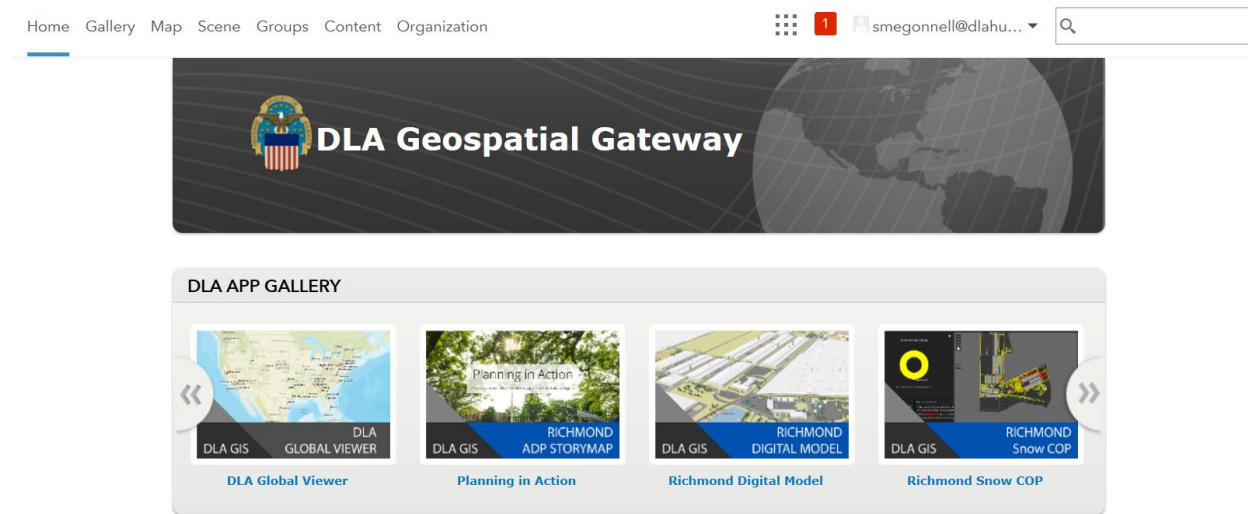 Home Gallery Map Scene Groups Content Organization 1 smegonnell@dlahu...
DLA Geospatial Gateway
DLA APP GALLERY
Planning in Action
DLA GIS DLA GLOBAL VIEWER
DLA GIS RICHMOND ADP STORYMAP
DLA GIS RICHMOND DIGITAL MODEL
DLA GIS RICHMOND Snow COP
DLA Global Viewer Planning in Action Richmond Digital Model Richmond Snow COP